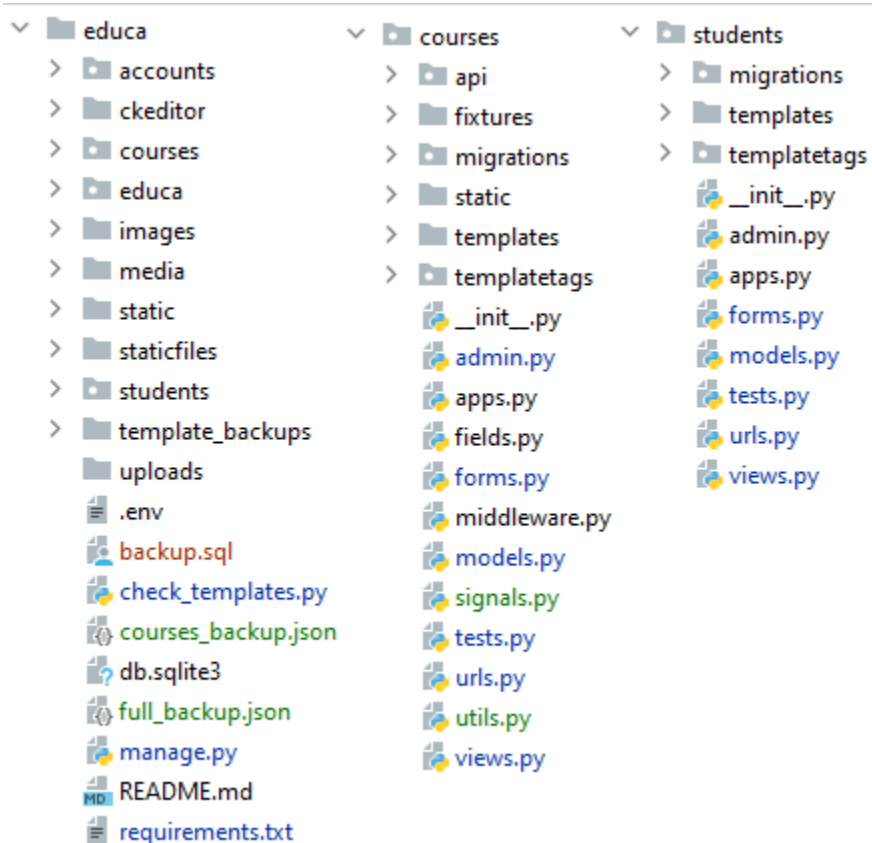 educa
accounts
ckeditor
courses
educa
images
media
static
staticfiles
students
template_backups
uploads
.env
backup.sql
check_templates.py
courses_backup.json
db.sqlite3
full_backup.json
manage.py
MD README.md
requirements.txt
courses
api
fixtures
migrations
static
templates
templatetags
__init__.py
admin.py
apps.py
fields.py
forms.py
middleware.py
models.py
signals.py
tests.py
urls.py
utils.py
views.py
students
migrations
templates
templatetags
__init__.py
admin.py
apps.py
forms.py
models.py
tests.py
urls.py
views.py